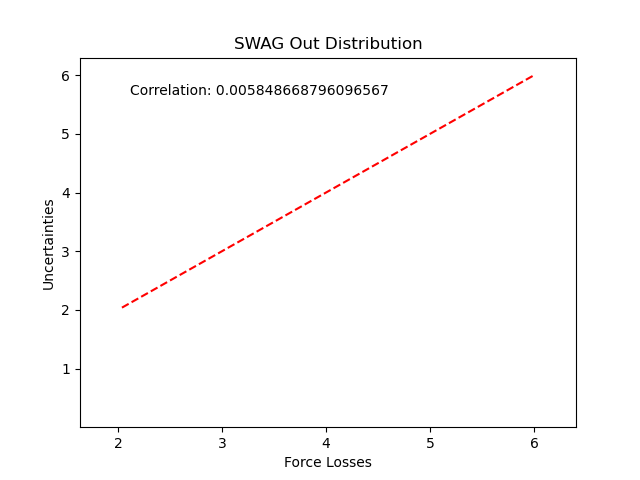 SWAG Out Distribution
Correlation: 0.005848668796096567
6
5
4
3
2
1
Uncertainties
2 3 4 5 6
Force Losses